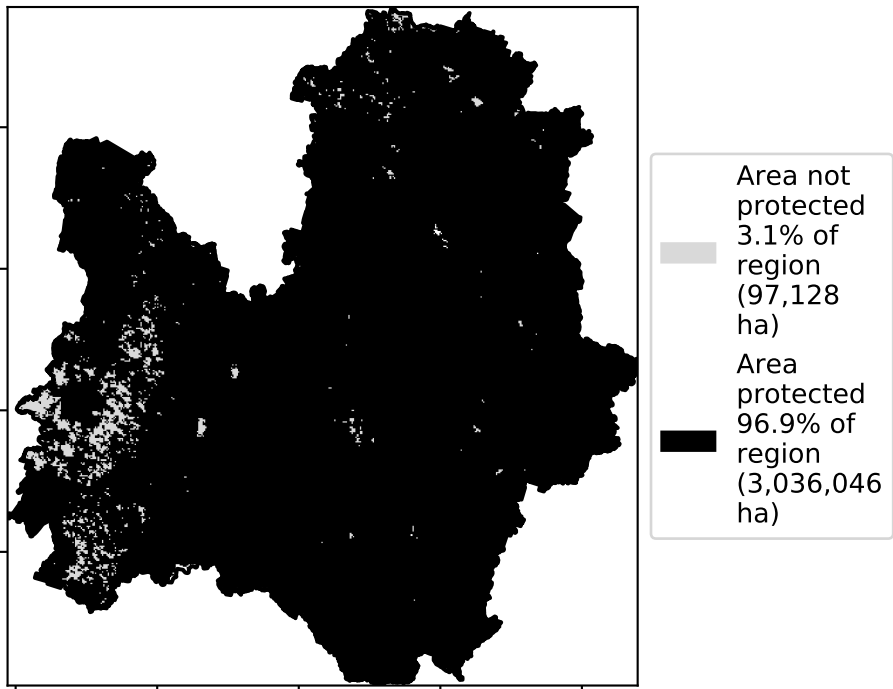 Area not
protected
3.1% of
region
(97,128
ha)
Area
protected
96.9% of
region
(3,036,046
ha)